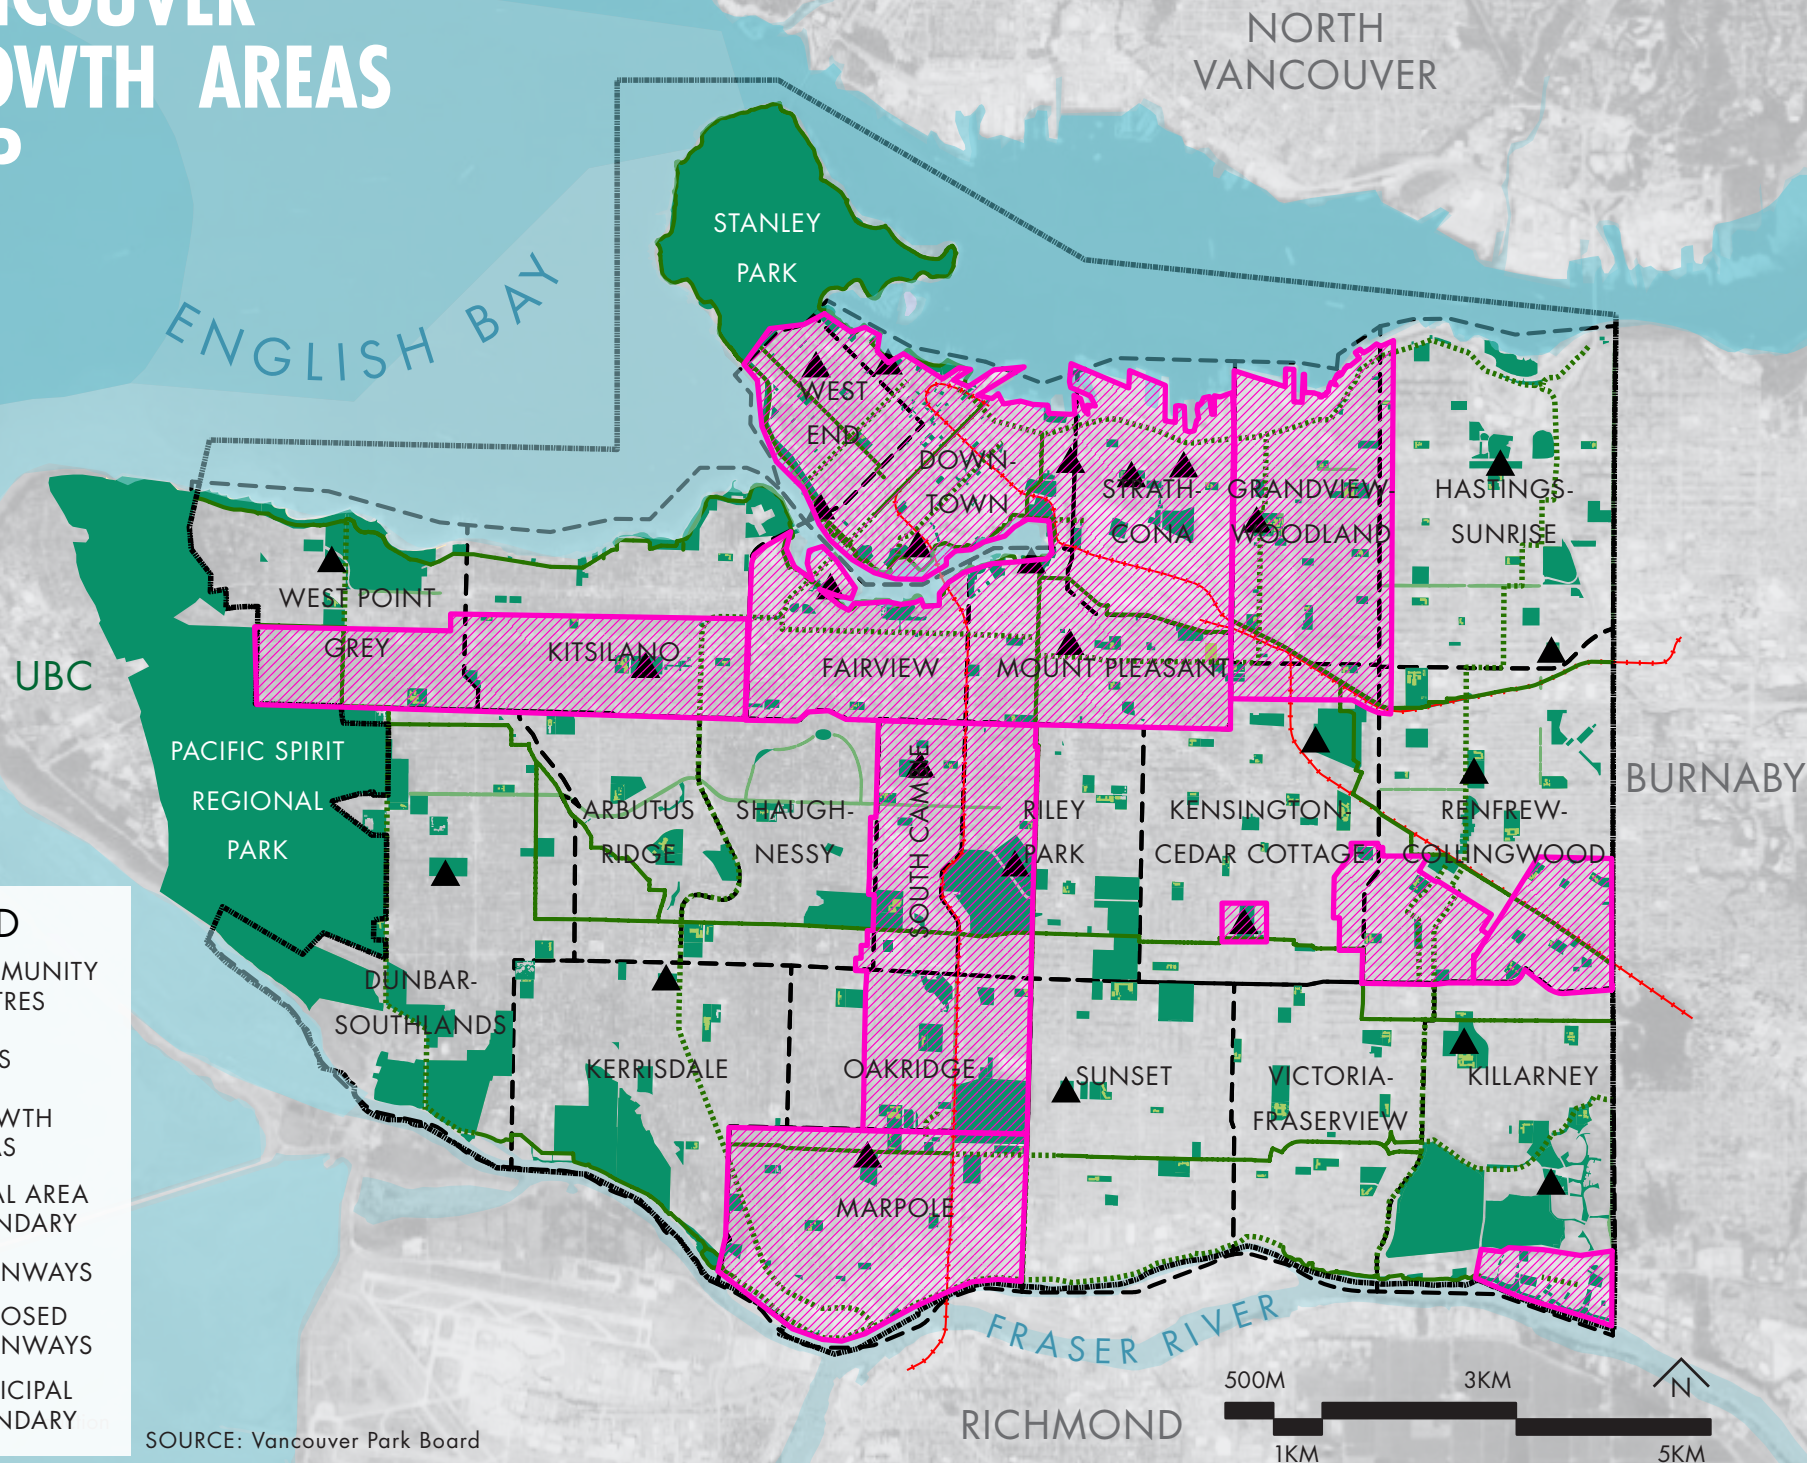 AREAS
NORTH
VANCOUVER
STANLEY
PARK
ENGLISH BAY
WEST
END
DOWN-
TOWN
STRATH-
CONA
GRANDVIEW-
WOODLAND
HASTINGS-
SUNRISE
WEST POINT
GREY
KITSILANO
FAIRVIEW
MOUNT PLEASANT
UBC
PACIFIC SPIRIT
REGIONAL
PARK
ARBUTUS
RIDGE
SHAUGH-
NESSY
SOUTH CAMBIE
RILEY
PARK
KENSINGTON-
CEDAR COTTAGE
RENFREW-
COLLINGWOOD
BURNABY
DUNBAR-
SOUTHLANDS
KERRISDALE
OAKRIDGE
SUNSET
VICTORIA-
FRASERVIEW
KILLARNEY
MARPOLE
FRASER RIVER
RICHMOND
AREA
SOURCE: Vancouver Park Board
500M
3KM
1KM
5KM
N